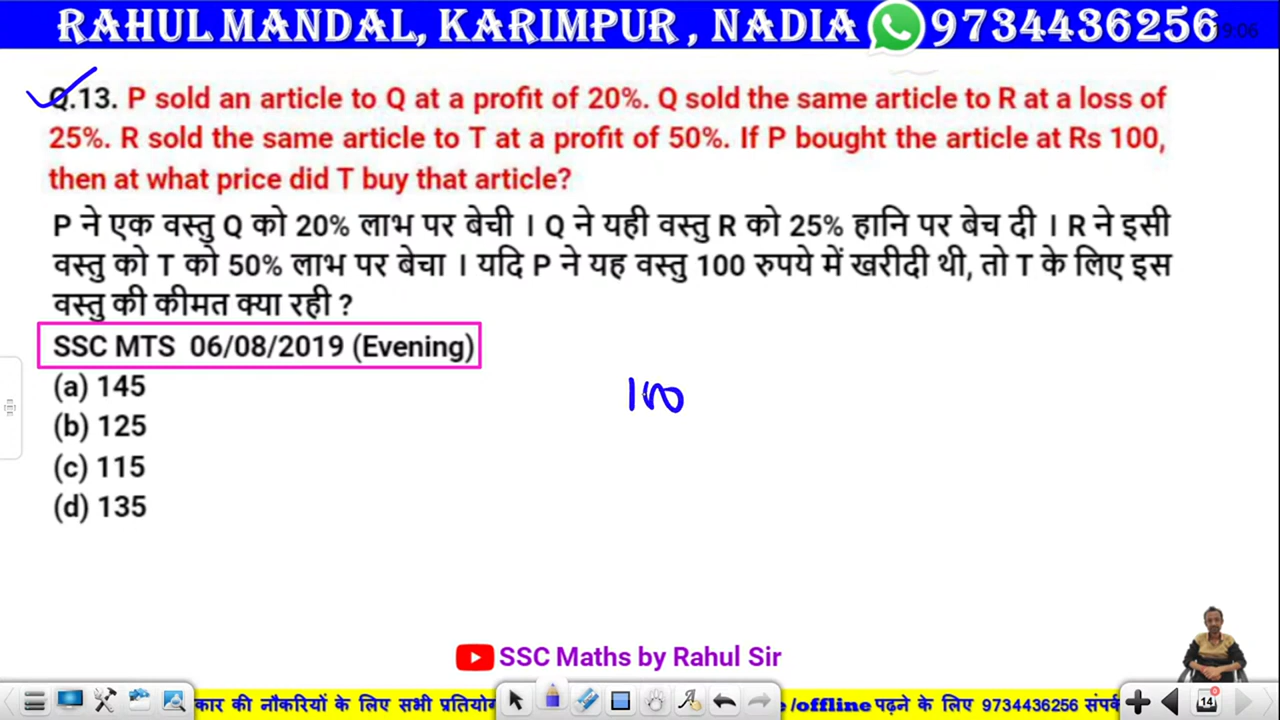 RAHUL MANDAL, KARIMPUR , NADIA 9734436256
Q.13. P sold an article to Q at a profit of 20%. Q sold the same article to R at a loss of
25%. R sold the same article to T at a profit of 50%. If P bought the article at Rs 100,
then at what price did T buy that article?
P ने एक वस्तु Q को 20% लाभ पर बेची । Q ने यही वस्तु R को 25% हानि पर बेच दी । R ने इसी
वस्तु को T को 50% लाभ पर बेचा । यदि P ने यह वस्तु 100 रुपये में खरीदी थी, तो T के लिए इस
वस्तु की कीमत क्या रही ?
SSC MTS 06/08/2019 (Evening)
(a) 145
100
(b) 125
(c) 115
(d) 135
SSC Maths by Rahul Sir
कार की नौकरियों के लिए सभी प्रतियोग /offline पढ़ने के लिए 9734436256 संपर्क
14